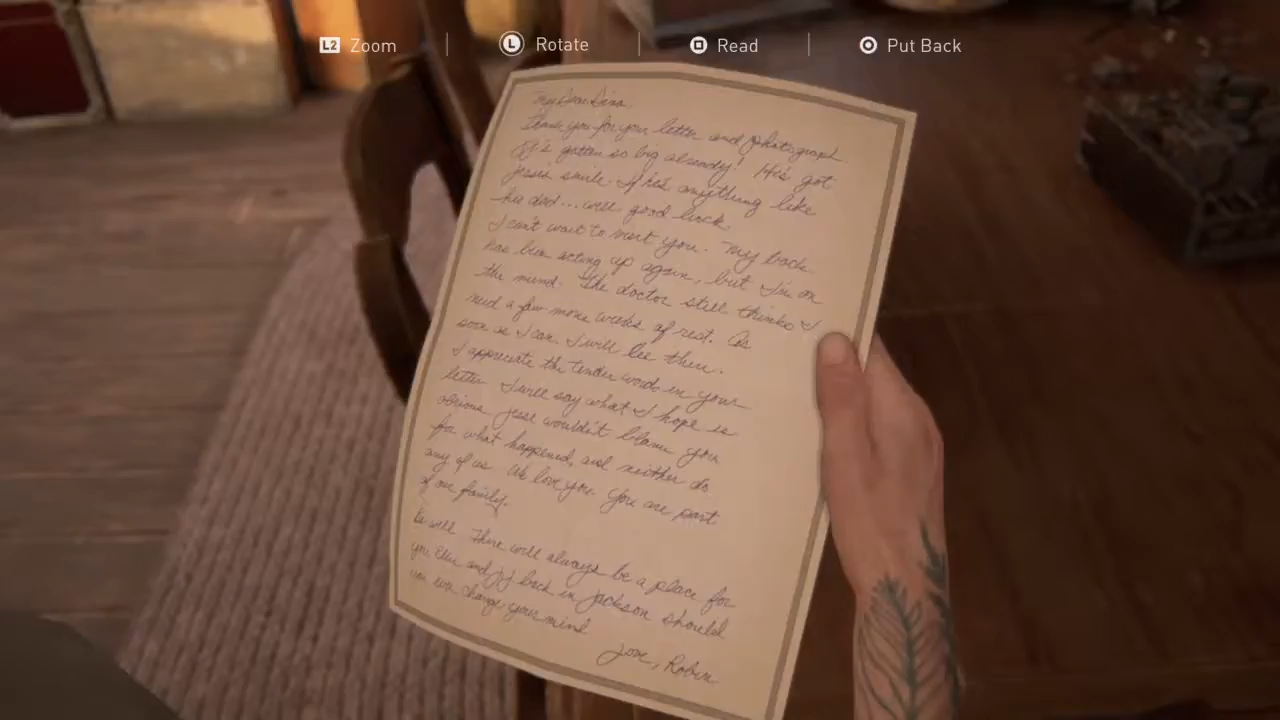 L2 Zoom
L Rotate
Read
Put Back
My dear Dina,
Thank you for your letter and photograph
JJ's gotten so big already! He's got
Jesse's smile. If he's anything like
his dad... well good luck.
I can't wait to visit you. My back
has been acting up again, but I'm on
the mend. The doctor still thinks I
need a few more weeks of rest. As
soon as I can, I will be there.
I appreciate the tender words in your
letter. I will say what I hope is
obvious. Jesse wouldn't blame you
for what happened, and neither do
any of us. We love you. You are part
of our family.
Be well. There will always be a place for
you, Ellie and JJ back in Jackson should
you ever change your mind
Love, Robin